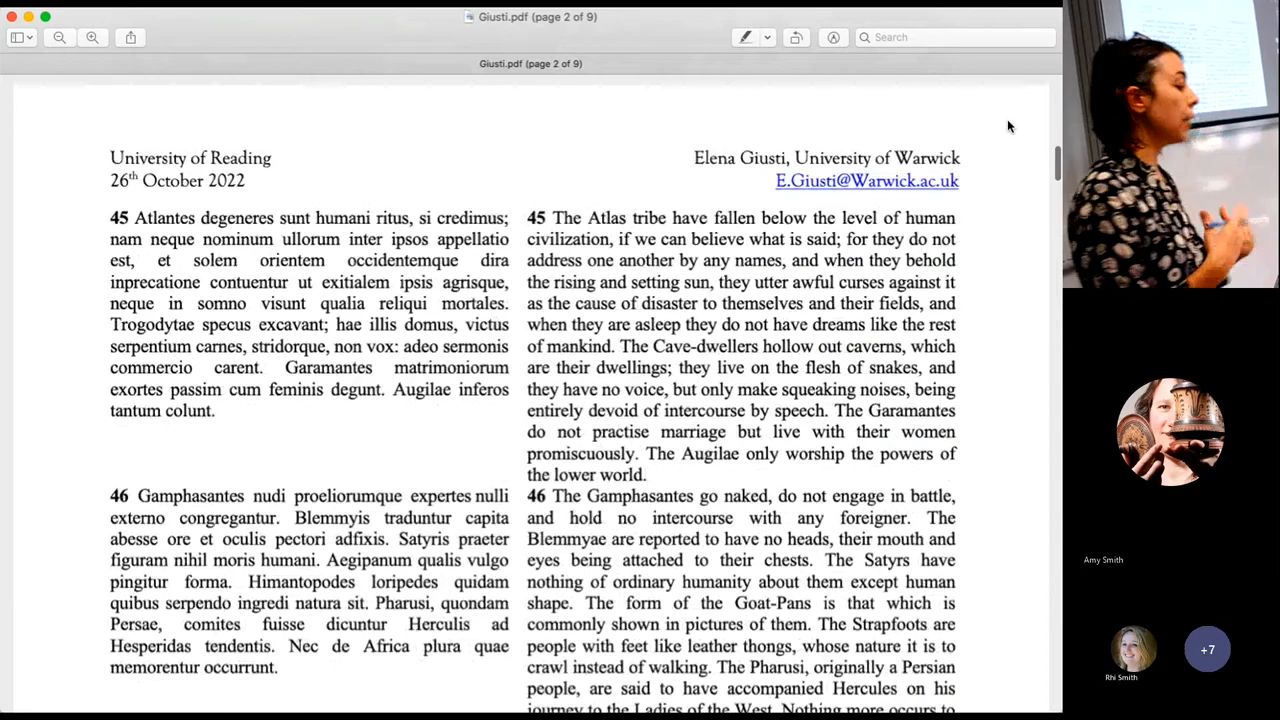 Giusti.pdf (page 2 of 9)
Search
Giusti.pdf (page 2 of 9)
University of Reading
26th October 2022
Elena Giusti, University of Warwick
E.Giusti@Warwick.ac.uk
45 Atlantes degeneres sunt humani ritus, si credimus;
nam neque nominum ullorum inter ipsos appellatio
est, et solem orientem occidentemque dira
inprecatione contuentur ut exitialem ipsis agrisque,
neque in somno visunt qualia reliqui mortales.
Trogodytae specus excavant; hae illis domus, victus
serpentium carnes, stridorque, non vox: adeo sermonis
commercio carent. Garamantes matrimoniorum
exortes passim cum feminis degunt. Augilae inferos
tantum colunt.
45 The Atlas tribe have fallen below the level of human
civilization, if we can believe what is said; for they do not
address one another by any names, and when they behold
the rising and setting sun, they utter awful curses against it
as the cause of disaster to themselves and their fields, and
when they are asleep they do not have dreams like the rest
of mankind. The Cave-dwellers hollow out caverns, which
are their dwellings; they live on the flesh of snakes, and
they have no voice, but only make squeaking noises, being
entirely devoid of intercourse by speech. The Garamantes
do not practise marriage but live with their women
promiscuously. The Augilae only worship the powers of
the lower world.
46 Gamphasantes nudi proeliorumque expertes nulli
externo congregantur. Blemmyis traduntur capita
abesse ore et oculis pectori adfixis. Satyris praeter
figuram nihil moris humani. Aegipanum qualis vulgo
pingitur forma. Himantopodes loripedes quidam
quibus serpendo ingredi natura sit. Pharusi, quondam
Persae, comites fuisse dicuntur Herculis ad
Hesperidas tendentis. Nec de Africa plura quae
memorentur occurrunt.
46 The Gamphasantes go naked, do not engage in battle,
and hold no intercourse with any foreigner. The
Blemmyae are reported to have no heads, their mouth and
eyes being attached to their chests. The Satyrs have
nothing of ordinary humanity about them except human
shape. The form of the Goat-Pans is that which is
commonly shown in pictures of them. The Strapfoots are
people with feet like leather thongs, whose nature it is to
crawl instead of walking. The Pharusi, originally a Persian
people, are said to have accompanied Hercules on his
journey to the Ladies of the West. Nothing more occurs to
Amy Smith
Rhi Smith
+7